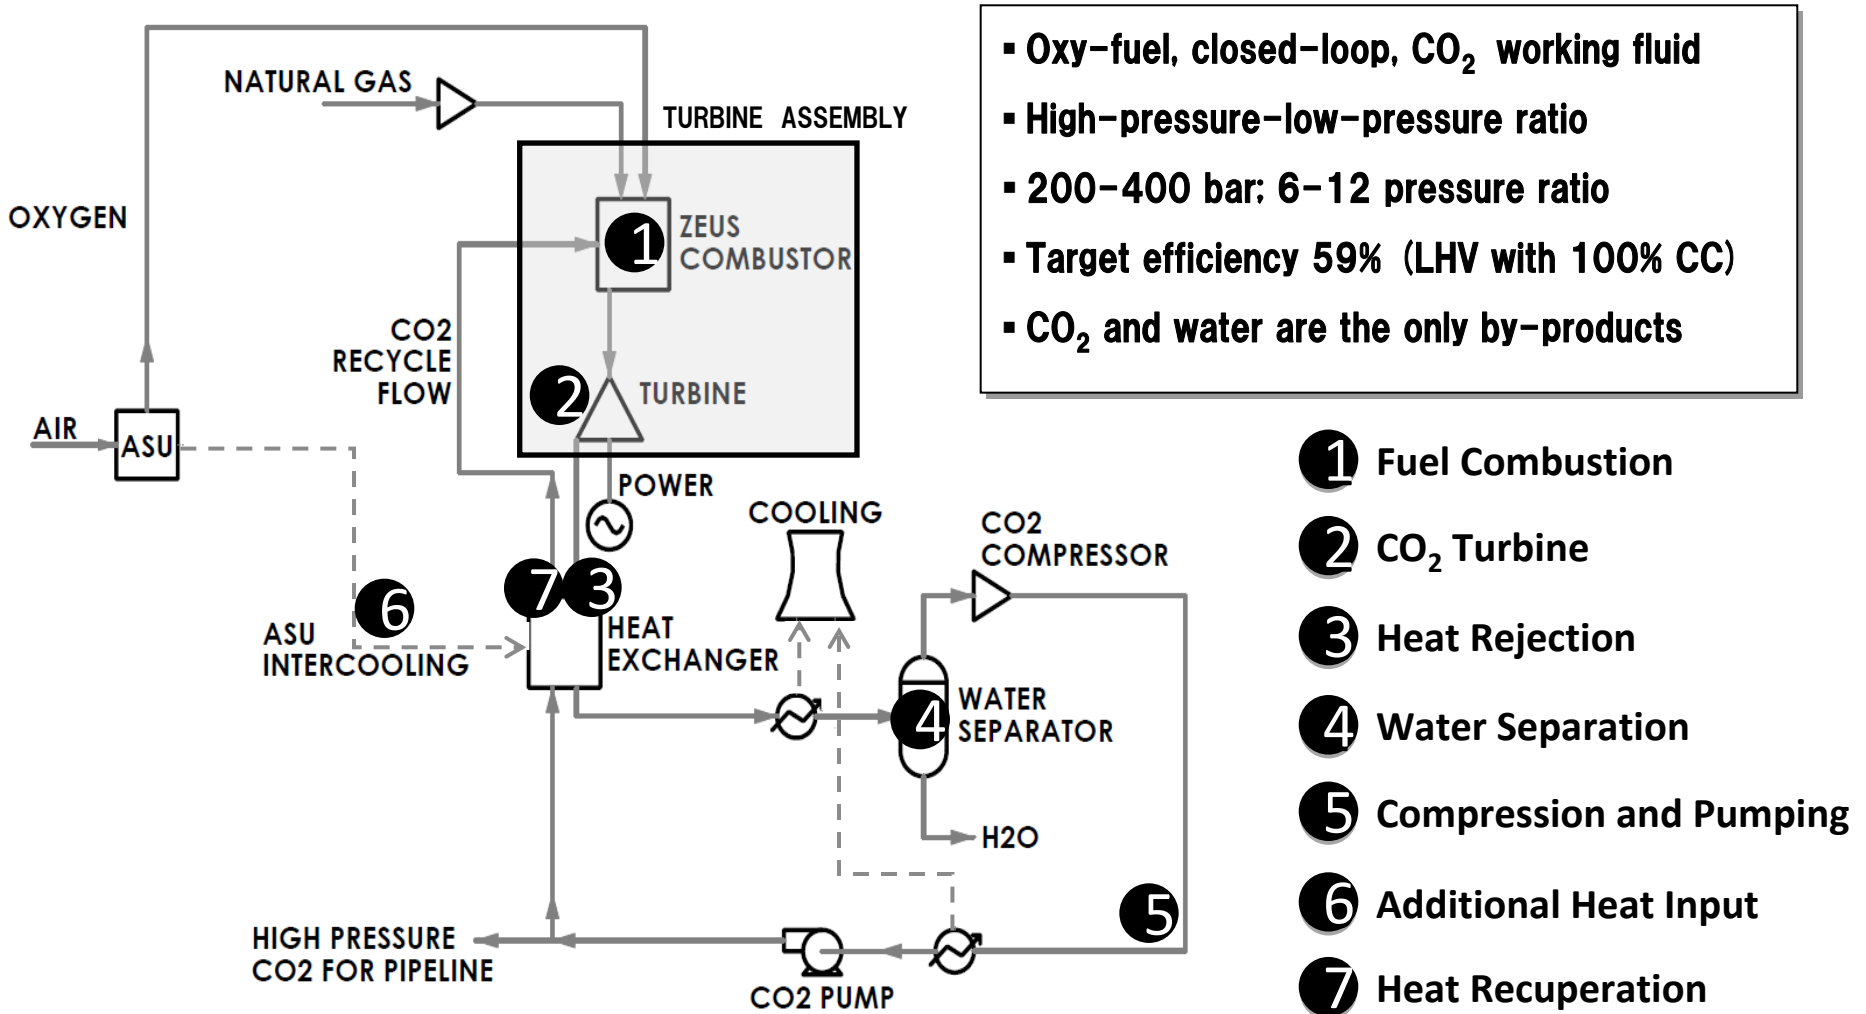 ▪ Oxy-fuel, closed-loop, CO₂ working fluid
▪ High-pressure-low-pressure ratio
▪ 200-400 bar; 6-12 pressure ratio
▪ Target efficiency 59% (LHV with 100% CC)
▪ CO₂ and water are the only by-products
NATURAL GAS
TURBINE ASSEMBLY
OXYGEN
1
ZEUS
COMBUSTOR
CO2
RECYCLE
FLOW
2
TURBINE
AIR
ASU
POWER
COOLING
CO2
COMPRESSOR
7
3
6
ASU
INTERCOOLING
HEAT
EXCHANGER
4
WATER
SEPARATOR
H2O
5
HIGH PRESSURE
CO2 FOR PIPELINE
CO2 PUMP
1 Fuel Combustion
2 CO₂ Turbine
3 Heat Rejection
4 Water Separation
5 Compression and Pumping
6 Additional Heat Input
7 Heat Recuperation